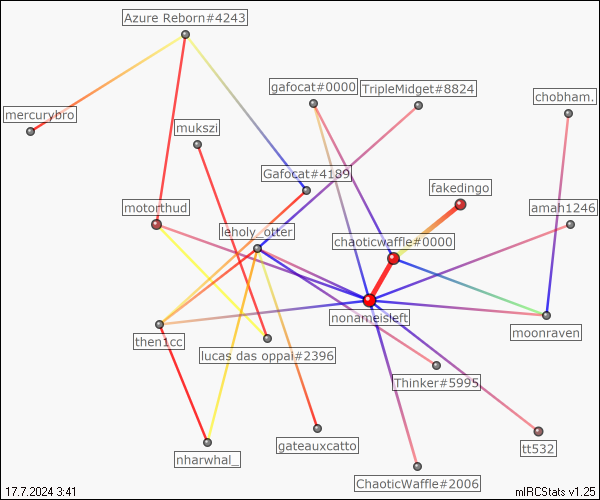 Azure Reborn#4243
gafocat#0000
TripleMidget#8824
chobham.
mercurybro
mukszi
Gafocat#4189
fakedingo
motorthud
amah1246
leholy_otter
chaoticwaffle#0000
nonameisleft
moonraven
then1cc
lucas das oppai#2396
Thinker#5995
gateauxcatto
tt532
nharwhal_
ChaoticWaffle#2006
17.7.2024 3:41
mIRCStats v1.25